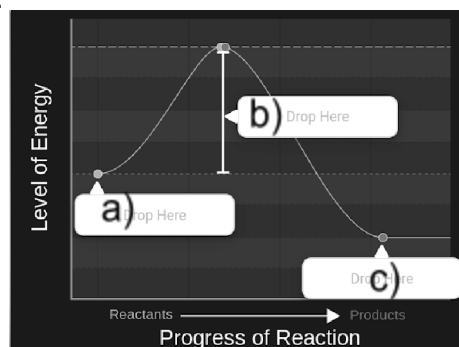 Level of Energy
b) Drop Here
a) Drop Here
Drop Here
c)
Reactants
Products
Progress of Reaction